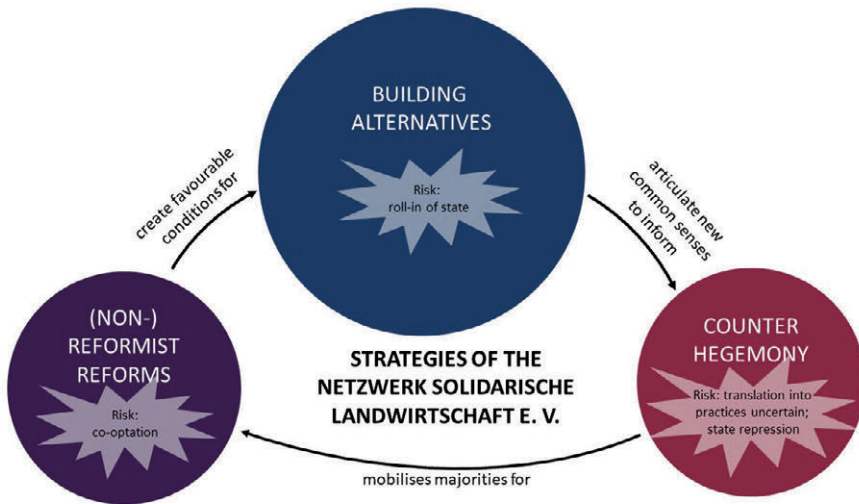 BUILDING
ALTERNATIVES
Risk:
roll-in of state
create favourable
conditions for
articulate new
common senses
to inform
(NON-)
REFORMIST
REFORMS
Risk:
co-optation
STRATEGIES OF THE
NETZWERK SOLIDARISCHE
LANDWIRTSCHAFT E. V.
COUNTER
HEGEMONY
Risk: translation into
practices uncertain;
state repression
mobilises majorities for